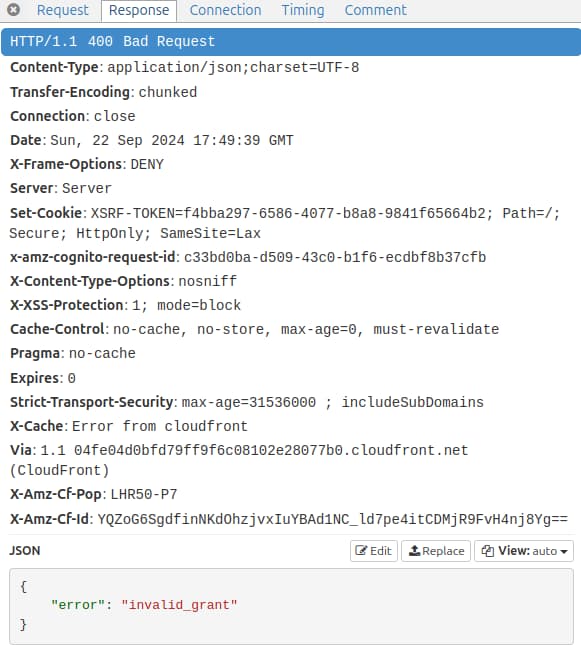 Request Response Connection Timing Comment
HTTP/1.1 400 Bad Request
Content-Type: application/json;charset=UTF-8
Transfer-Encoding: chunked
Connection: close
Date: Sun, 22 Sep 2024 17:49:39 GMT
X-Frame-Options: DENY
Server: Server
Set-Cookie: XSRF-TOKEN=f4bba297-6586-4077-b8a8-9841f65664b2; Path=/;
Secure; HttpOnly; SameSite=Lax
x-amz-cognito-request-id: c33bd0ba-d509-43c0-b1f6-ecdbf8b37cfb
X-Content-Type-Options: nosniff
X-XSS-Protection: 1; mode=block
Cache-Control: no-cache, no-store, max-age=0, must-revalidate
Pragma: no-cache
Expires: 0
Strict-Transport-Security: max-age=31536000 ; includeSubDomains
X-Cache: Error from cloudfront
Via: 1.1 04fe04d0bfd79ff9f6c08102e28077b0.cloudfront.net
(CloudFront)
X-Amz-Cf-Pop: LHR50-P7
X-Amz-Cf-Id: YQZoG6SgdfinNKdOhzjvxIuYBAd1NC_ld7pe4itCDMjR9FvH4nj8Yg==
JSON Edit Replace View: auto
{
"error": "invalid_grant"
}